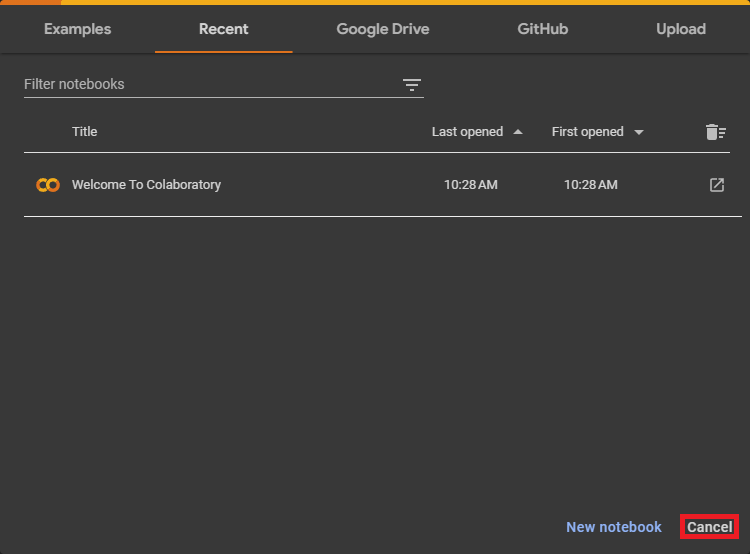 Examples Recent Google Drive GitHub Upload
Filter notebooks
Title Last opened First opened
Welcome To Colaboratory 10:28 AM 10:28 AM
New notebook Cancel